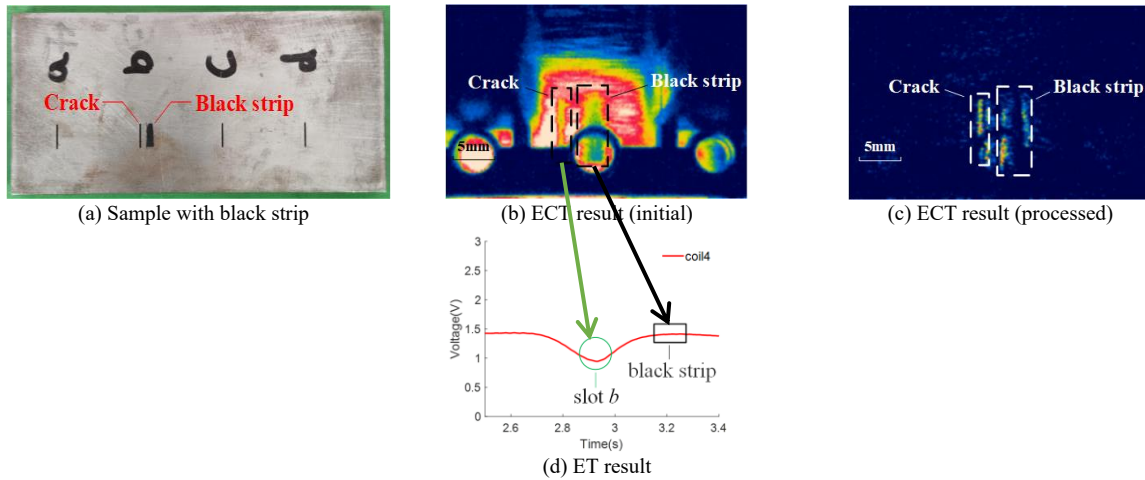 a b c d
Crack Black strip
(a) Sample with black strip
Crack Black strip
5mm
(b) ECT result (initial)
Crack Black strip
5mm
(c) ECT result (processed)
3
2.5
2
1.5
1
0.5
0
Voltage(V)
coil4
slot b
black strip
2.6 2.8 3 3.2 3.4
Time(s)
(d) ET result